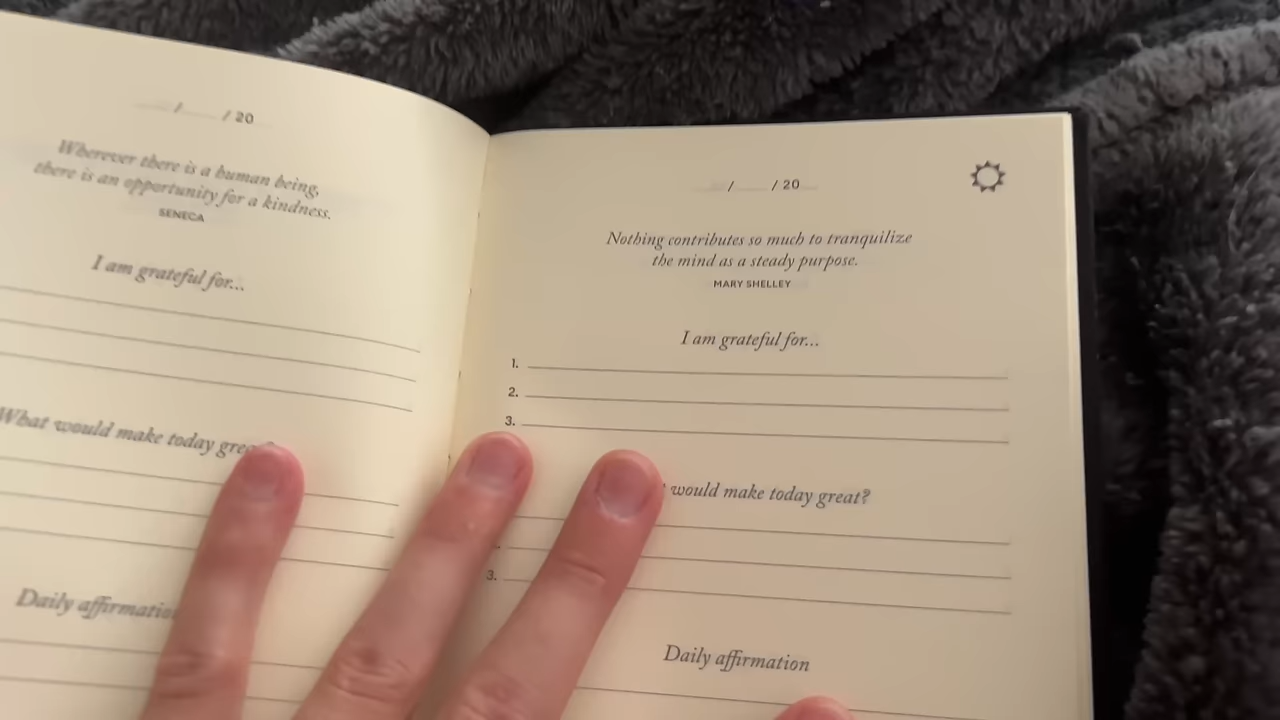 / / 20
Wherever there is a human being,
there is an opportunity for a kindness.
SENECA
I am grateful for...
What would make today
Daily
/ / 20
Nothing contributes so much to tranquilize
the mind as a steady purpose.
MARY SHELLEY
I am grateful for...
1.
2.
3.
would make today great?
3.
Daily affirmation